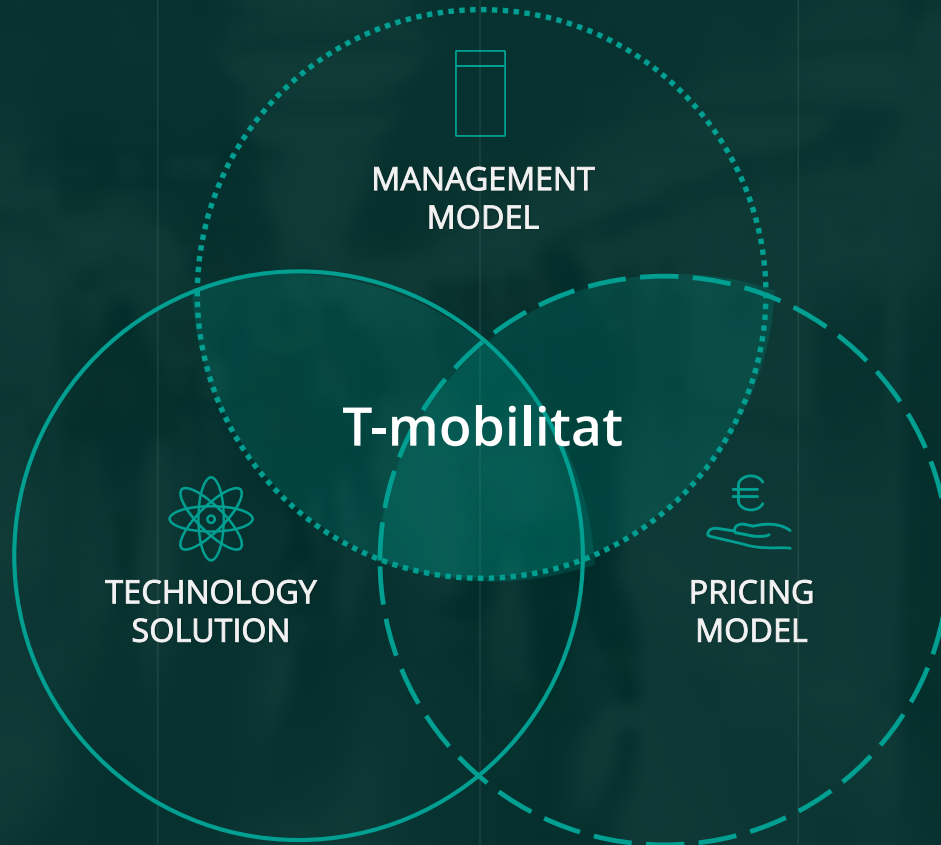 MANAGEMENT
MODEL
T-mobilitat
€
TECHNOLOGY
SOLUTION
PRICING
MODEL